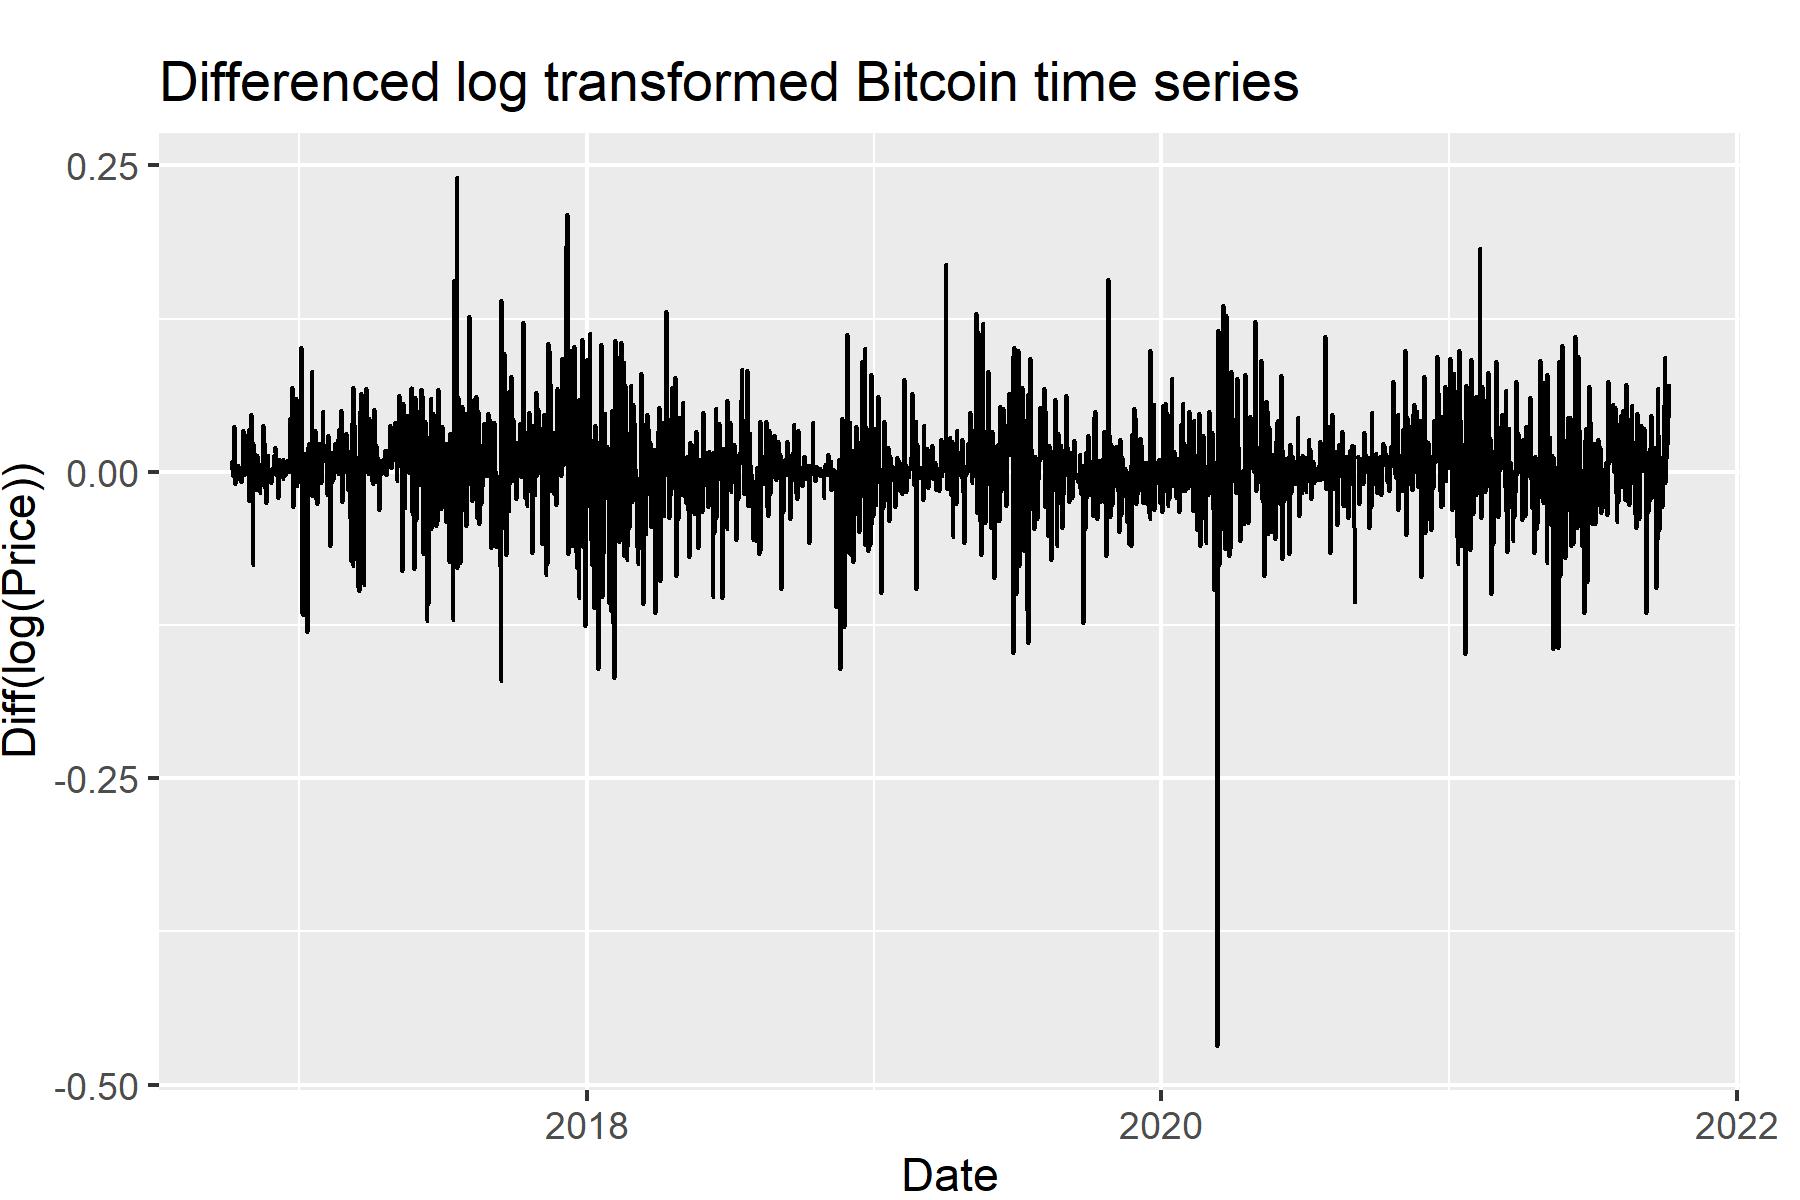 Differenced log transformed Bitcoin time series
Diff(log(Price))
0.25
0.00
-0.25
-0.50
2018
2020
2022
Date